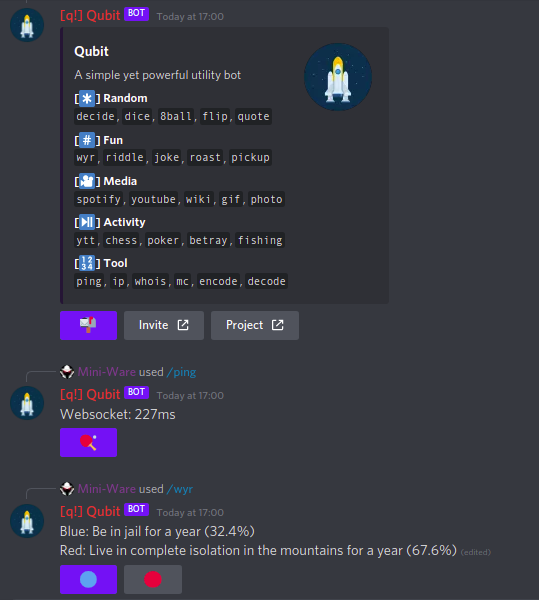 [q!] Qubit BOT Today at 17:00
Qubit
A simple yet powerful utility bot
[*] Random
decide, dice, 8ball, flip, quote
[#] Fun
wyr, riddle, joke, roast, pickup
[🎦] Media
spotify, youtube, wiki, gif, photo
[⏯] Activity
ytt, chess, poker, betray, fishing
[1234] Tool
ping, ip, whois, mc, encode, decode
Invite Project
Mini-Ware used /ping
[q!] Qubit BOT Today at 17:00
Websocket: 227ms
Mini-Ware used /wyr
[q!] Qubit BOT Today at 17:00
Blue: Be in jail for a year (32.4%)
Red: Live in complete isolation in the mountains for a year (67.6%) (edited)